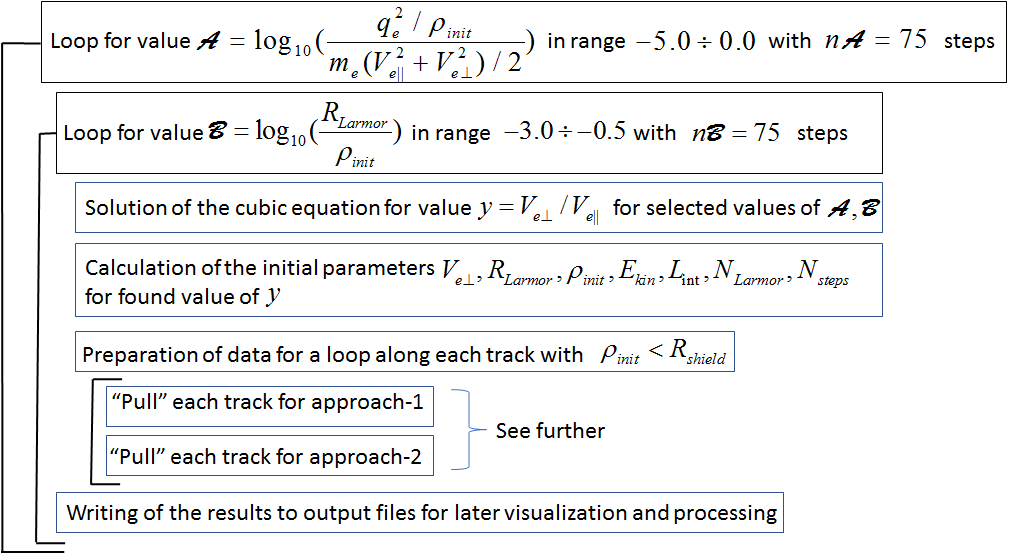 Loop for value 𝓐 = log₁₀( (q_e² / ρ_init) / (m_e (V_e∥² + V_e⊥²) / 2) ) in range −5.0 ÷ 0.0 with n𝓐 = 75 steps
Loop for value 𝓑 = log₁₀( R_Larmor / ρ_init ) in range −3.0 ÷ −0.5 with n𝓑 = 75 steps
Solution of the cubic equation for value y = V_e⊥ / V_e∥ for selected values of 𝓐, 𝓑
Calculation of the initial parameters V_e⊥, R_Larmor, ρ_init, E_kin, L_int, N_Larmor, N_steps
for found value of y
Preparation of data for a loop along each track with ρ_init < R_shield
“Pull” each track for approach-1
See further
“Pull” each track for approach-2
Writing of the results to output files for later visualization and processing